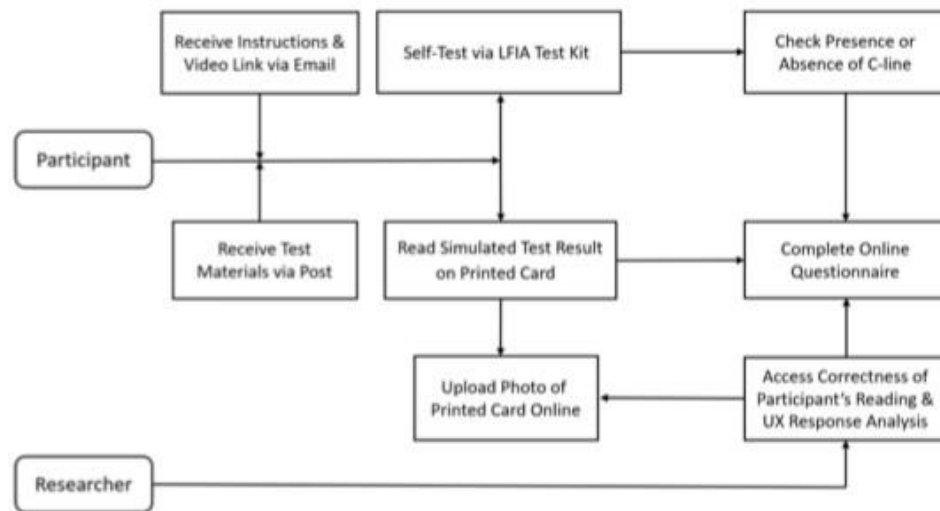 Receive Instructions &
Video Link via Email
Self-Test via LFIA Test Kit
Check Presence or
Absence of C-line
Participant
Receive Test
Materials via Post
Read Simulated Test Result
on Printed Card
Complete Online
Questionnaire
Upload Photo of
Printed Card Online
Access Correctness of
Participant's Reading &
UX Response Analysis
Researcher